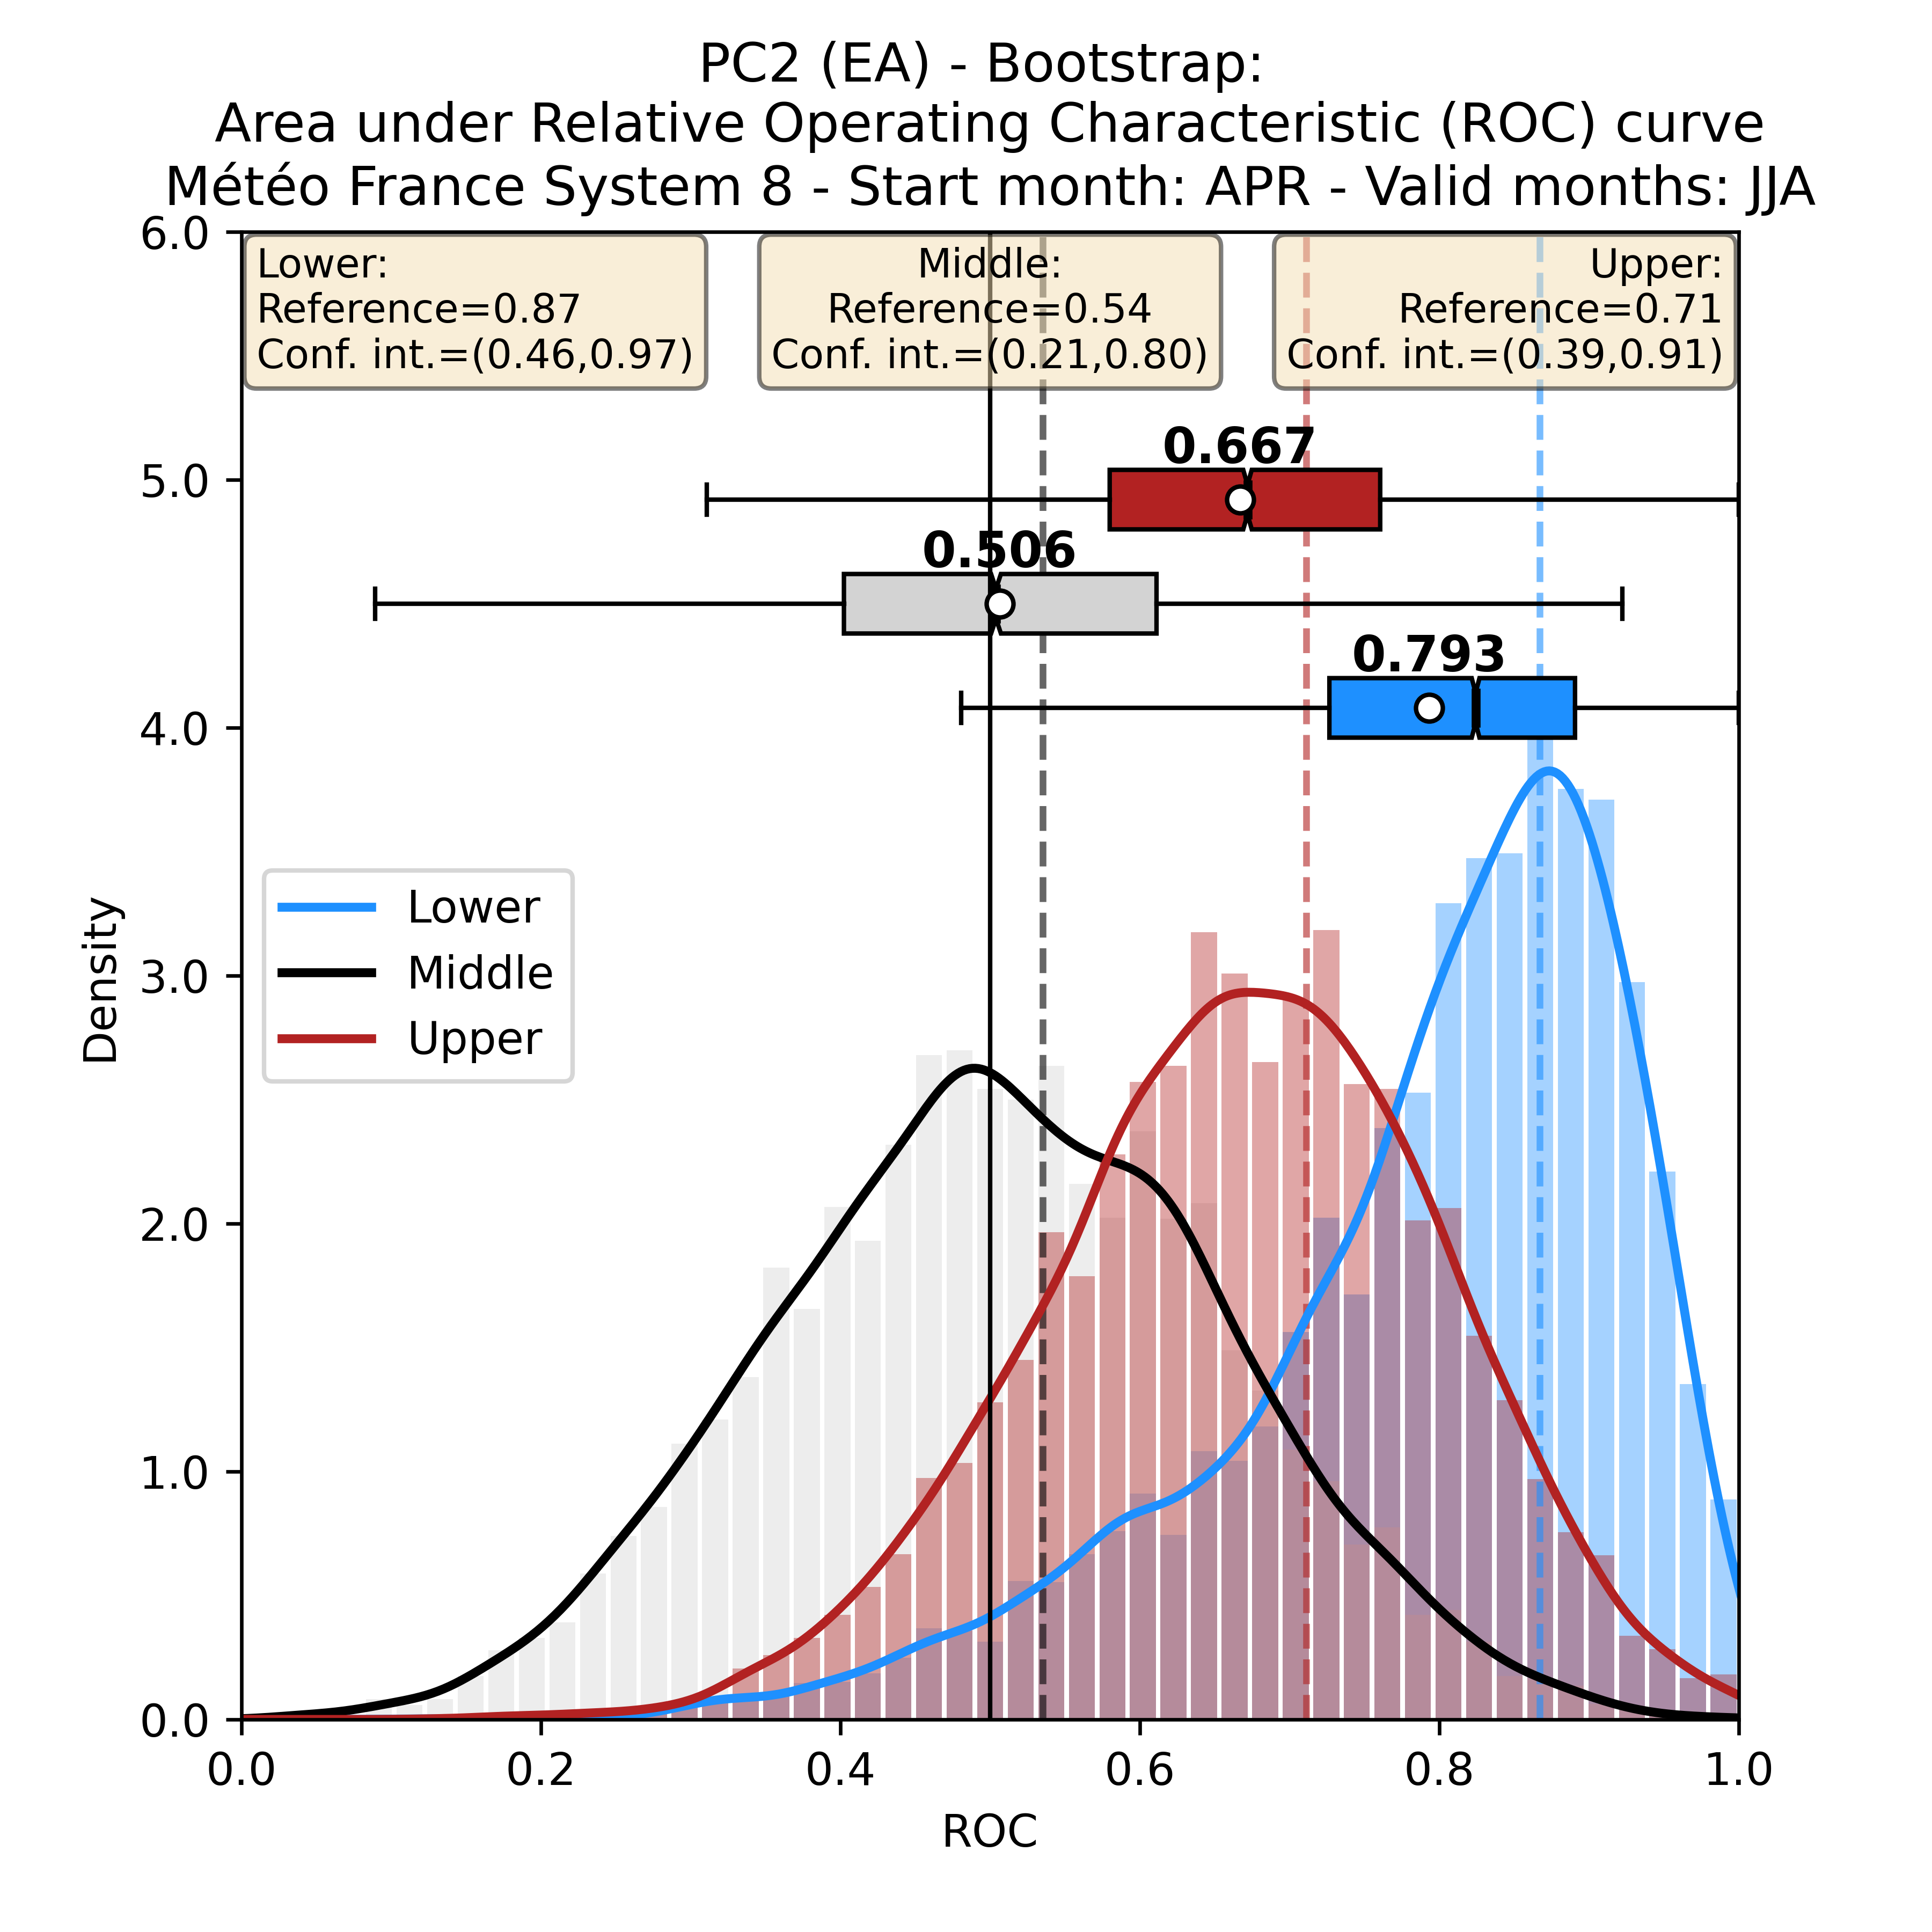 PC2 (EA) - Bootstrap:
Area under Relative Operating Characteristic (ROC) curve
Météo France System 8 - Start month: APR - Valid months: JJA
Lower:
Reference=0.87
Conf. int.=(0.46,0.97)
Middle:
Reference=0.54
Conf. int.=(0.21,0.80)
Upper:
Reference=0.71
Conf. int.=(0.39,0.91)
0.667
0.506
0.793
6.0
5.0
4.0
3.0
2.0
1.0
0.0
Density
Lower
Middle
Upper
0.0 0.2 0.4 0.6 0.8 1.0
ROC